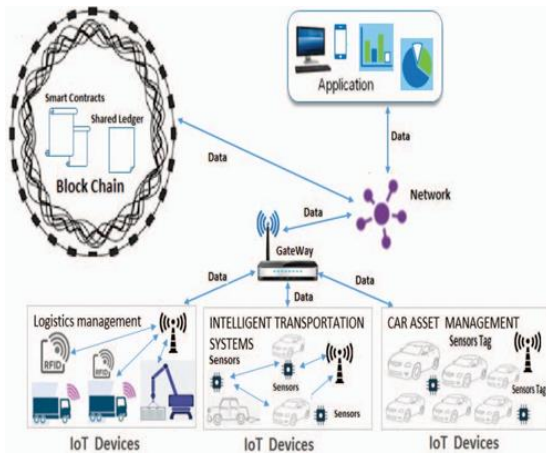 Smart Contracts
Shared Ledger
Block Chain
Application
Data
Data
Network
Data
GateWay
Data
Data
Data
Logistics management
RFID
RFID
INTELLIGENT TRANSPORTATION
SYSTEMS
Sensors
Sensors
Sensors
CAR ASSET MANAGEMENT
Sensors Tag
Sensors Tag
IoT Devices
IoT Devices
IoT Devices